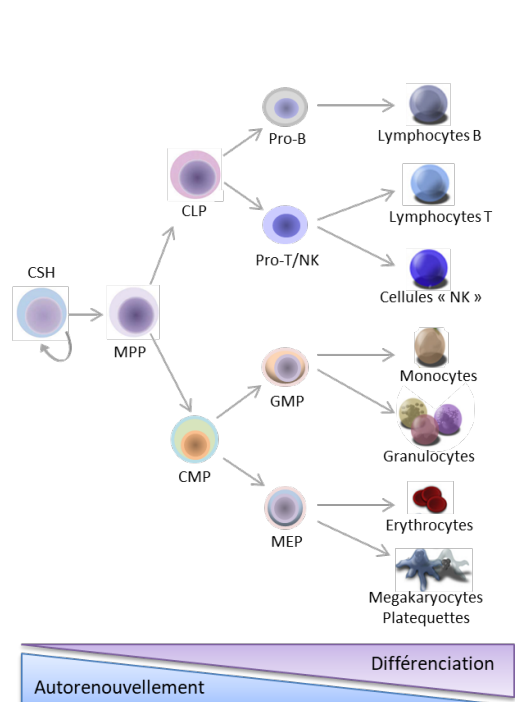 Pro-B
Lymphocytes B
CLP
Lymphocytes T
Pro-T/NK
CSH
Cellules « NK »
MPP
Monocytes
GMP
Granulocytes
CMP
Erythrocytes
MEP
Megakaryocytes
Platequettes
Différenciation
Autorenouvellement